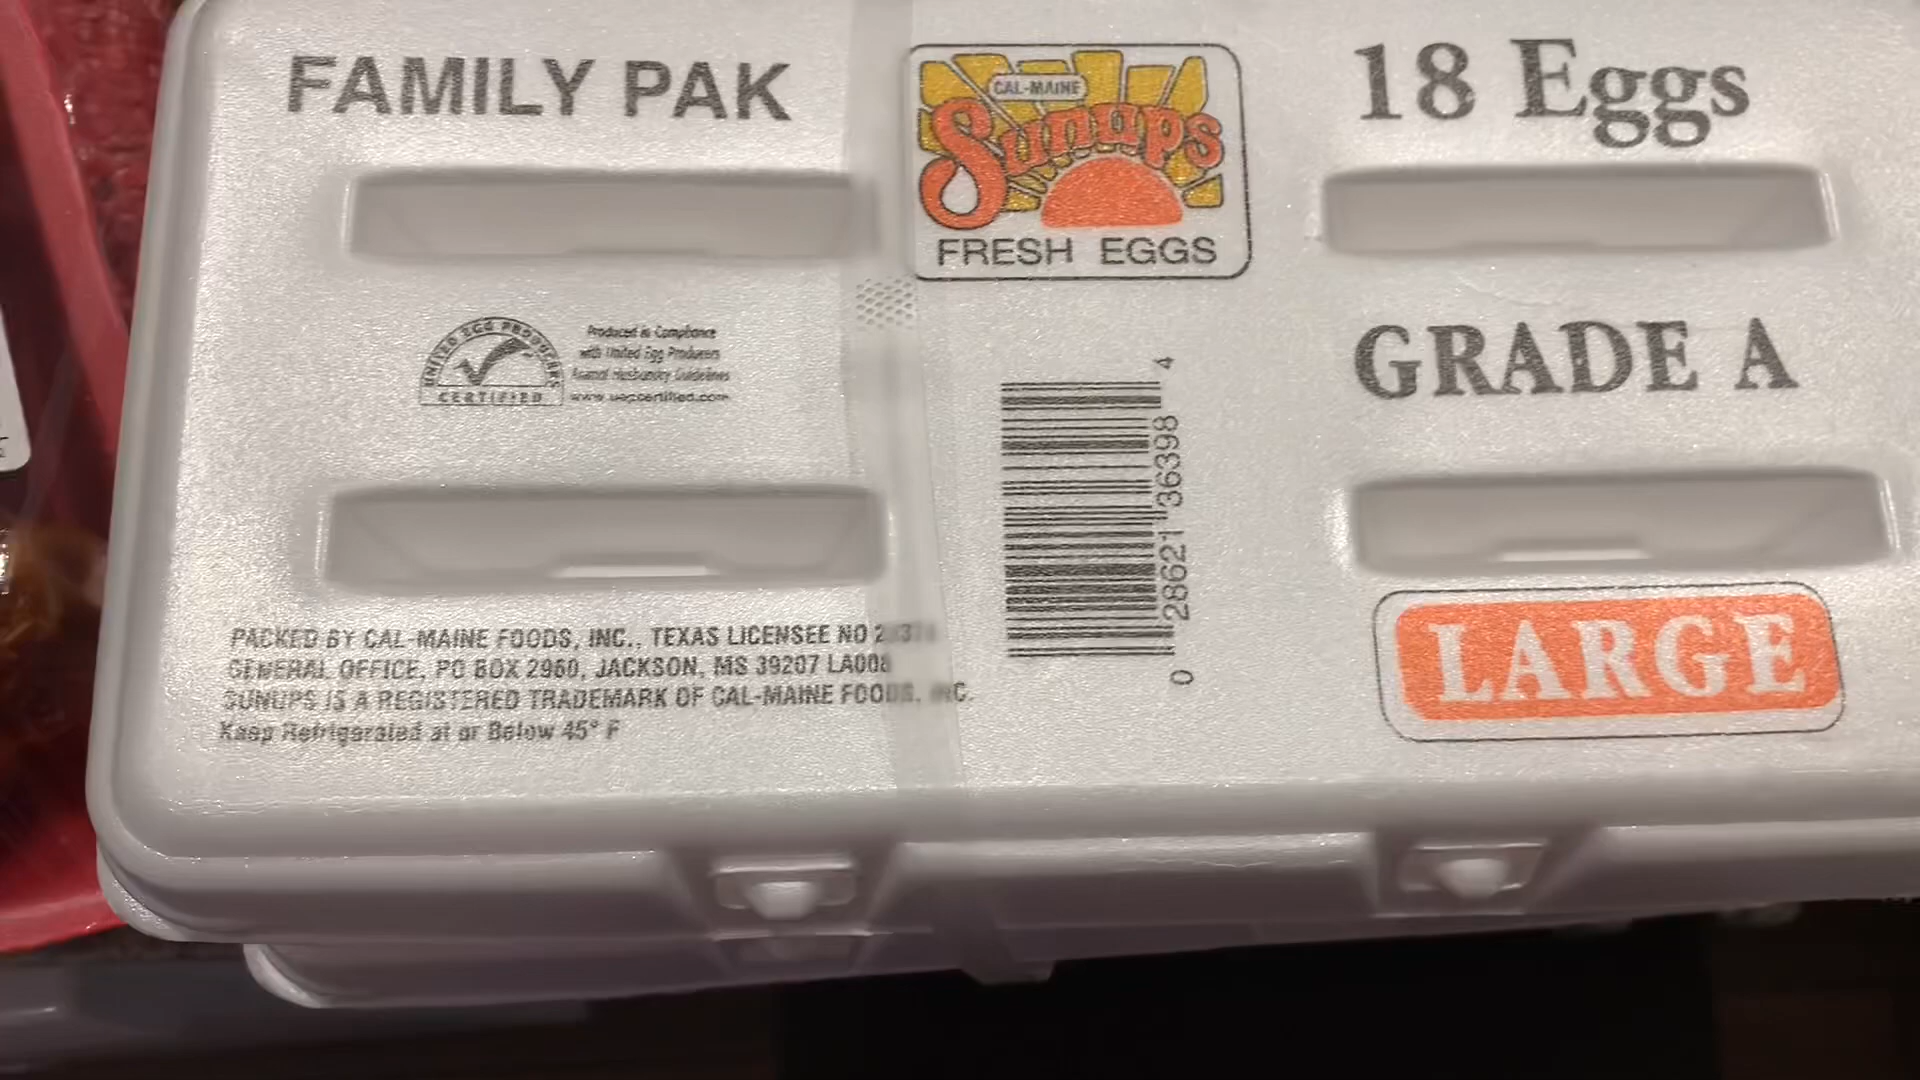 FAMILY PAK
CAL-MAINE
Sunups
FRESH EGGS
18 Eggs
UNITED EGG PRODUCERS
CERTIFIED
Produced in Compliance
with United Egg Producers
Animal Husbandry Guidelines
www.uepcertified.com
GRADE A
0 28621 36398 4
LARGE
PACKED BY CAL-MAINE FOODS, INC., TEXAS LICENSEE NO
GENERAL OFFICE, PO BOX 2960, JACKSON, MS 39207 LA008
SUNUPS IS A REGISTERED TRADEMARK OF CAL-MAINE FOODS, INC.
Keep Refrigerated at or Below 45° F